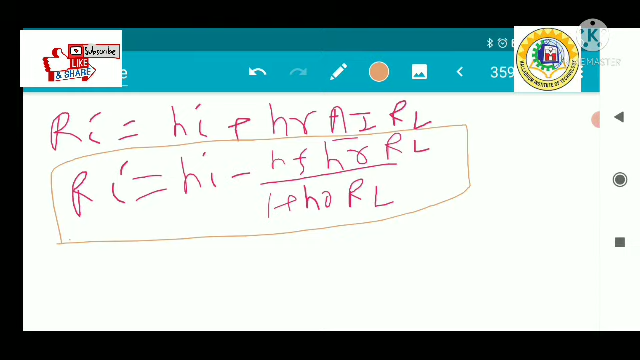 Subscribe
LIKE
& SHARE
359
Ri = hi + hr AI RL
Ri = hi - hf hr RL
1+ho RL